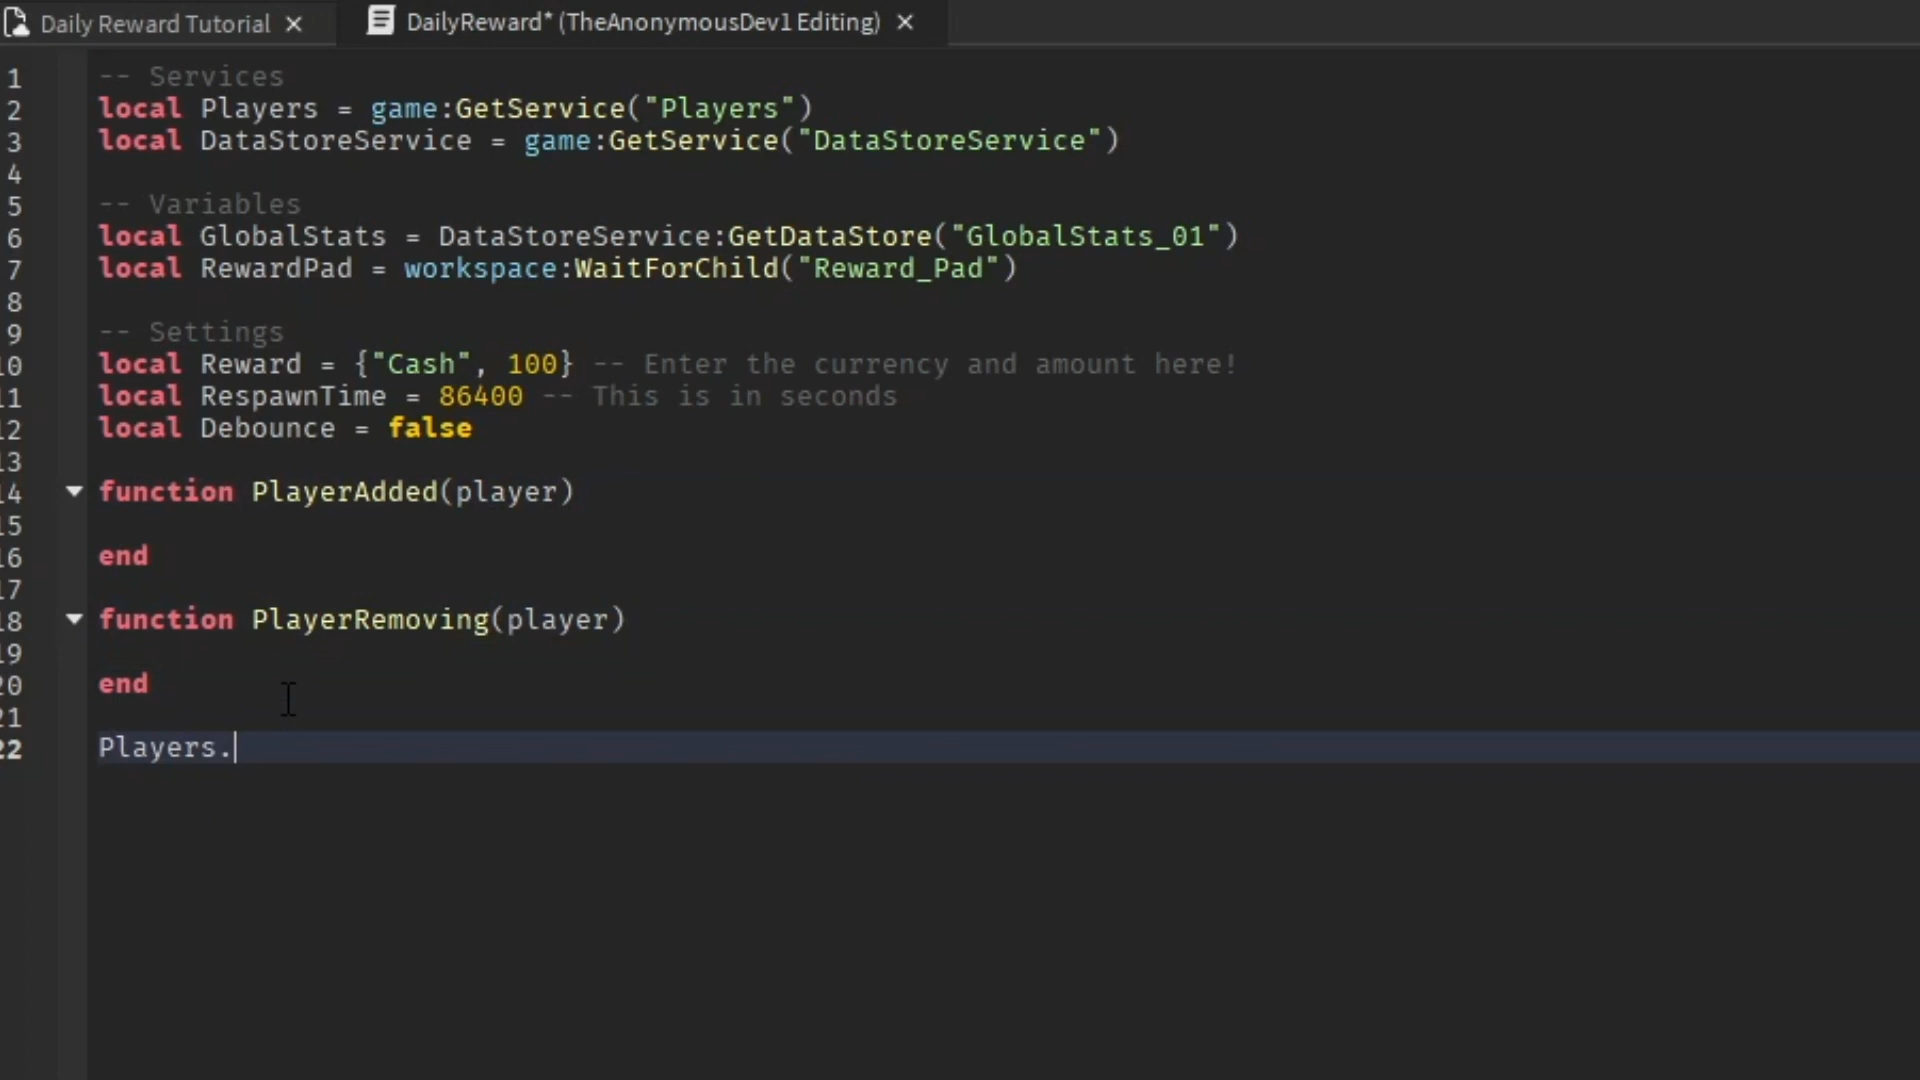 Daily Reward Tutorial
DailyReward* (TheAnonymousDev1 Editing)
1 -- Services
2 local Players = game:GetService("Players")
3 local DataStoreService = game:GetService("DataStoreService")
4
5 -- Variables
6 local GlobalStats = DataStoreService:GetDataStore("GlobalStats_01")
7 local RewardPad = workspace:WaitForChild("Reward_Pad")
8
9 -- Settings
10 local Reward = {"Cash", 100} -- Enter the currency and amount here!
11 local RespawnTime = 86400 -- This is in seconds
12 local Debounce = false
13
14 function PlayerAdded(player)
15
16 end
17
18 function PlayerRemoving(player)
19
20 end
21
22 Players.